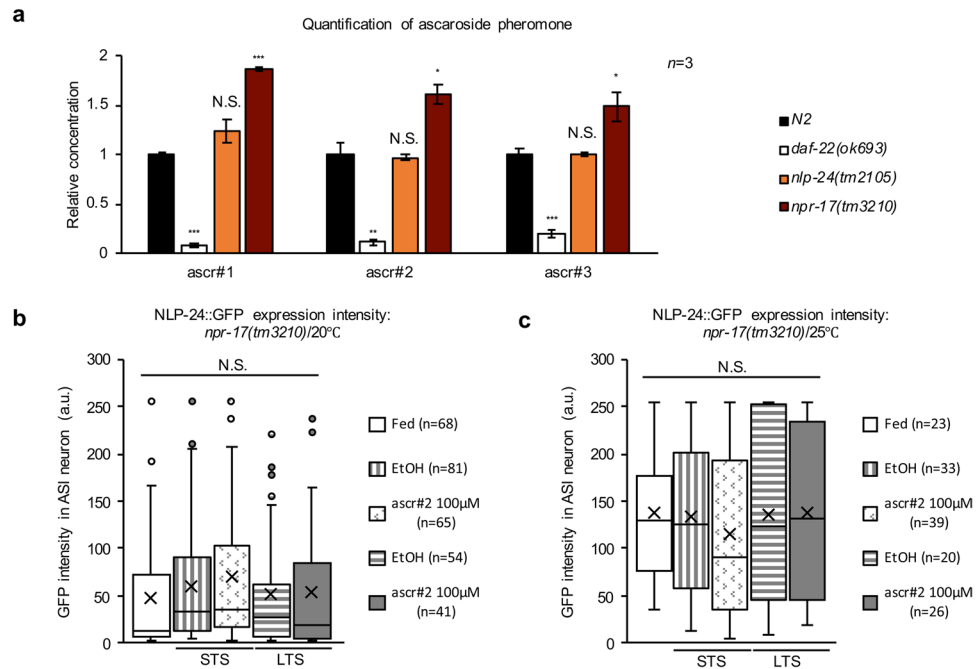 a
Quantification of ascaroside pheromone
Relative concentration
2
1.5
1
0.5
0
***
N.S.
***
**
N.S.
*
***
N.S.
*
n=3
ascr#1
ascr#2
ascr#3
N2
daf-22(ok693)
nlp-24(tm2105)
npr-17(tm3210)
b
NLP-24::GFP expression intensity:
npr-17(tm3210)/20℃
GFP intensity in ASI neuron (a.u.)
300
250
200
150
100
50
0
N.S.
STS
LTS
Fed (n=68)
EtOH (n=81)
ascr#2 100µM
(n=65)
EtOH (n=54)
ascr#2 100µM
(n=41)
c
NLP-24::GFP expression intensity:
npr-17(tm3210)/25℃
GFP intensity in ASI neuron (a.u.)
300
250
200
150
100
50
0
N.S.
STS
LTS
Fed (n=23)
EtOH (n=33)
ascr#2 100µM
(n=39)
EtOH (n=20)
ascr#2 100µM
(n=26)